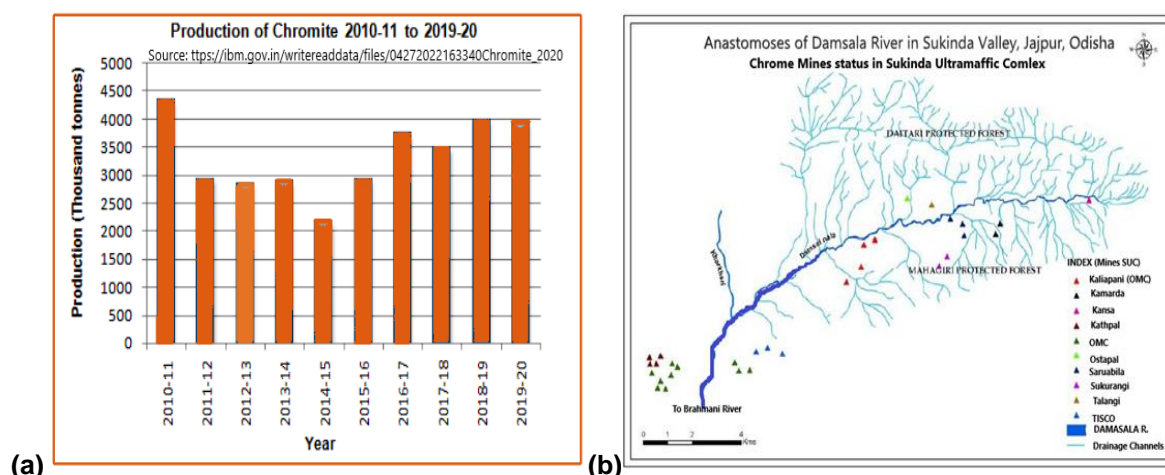 Production of Chromite 2010-11 to 2019-20
Source: ttps://ibm.gov.in/writereaddata/files/04272022163340Chromite_2020
Production (Thousand tonnes)
5000
4500
4000
3500
3000
2500
2000
1500
1000
500
0
2010-11
2011-12
2012-13
2013-14
2014-15
2015-16
2016-17
2017-18
2018-19
2019-20
Year
(a)
Anastomoses of Damsala River in Sukinda Valley, Jajpur, Odisha
Chrome Mines status in Sukinda Ultramaffic Comlex
DAITARI PROTECTED FOREST
Damsal nala
MAHAGIRI PROTECTED FOREST
To Brahmani River
0 1 2 4
Kms
INDEX (Mines SUC)
Kaliapani (OMC)
Kamarda
Kansa
Kathpal
OMC
Ostapal
Saruabila
Sukurangi
Talangi
TISCO
DAMASALA R.
Drainage Channels
(b)